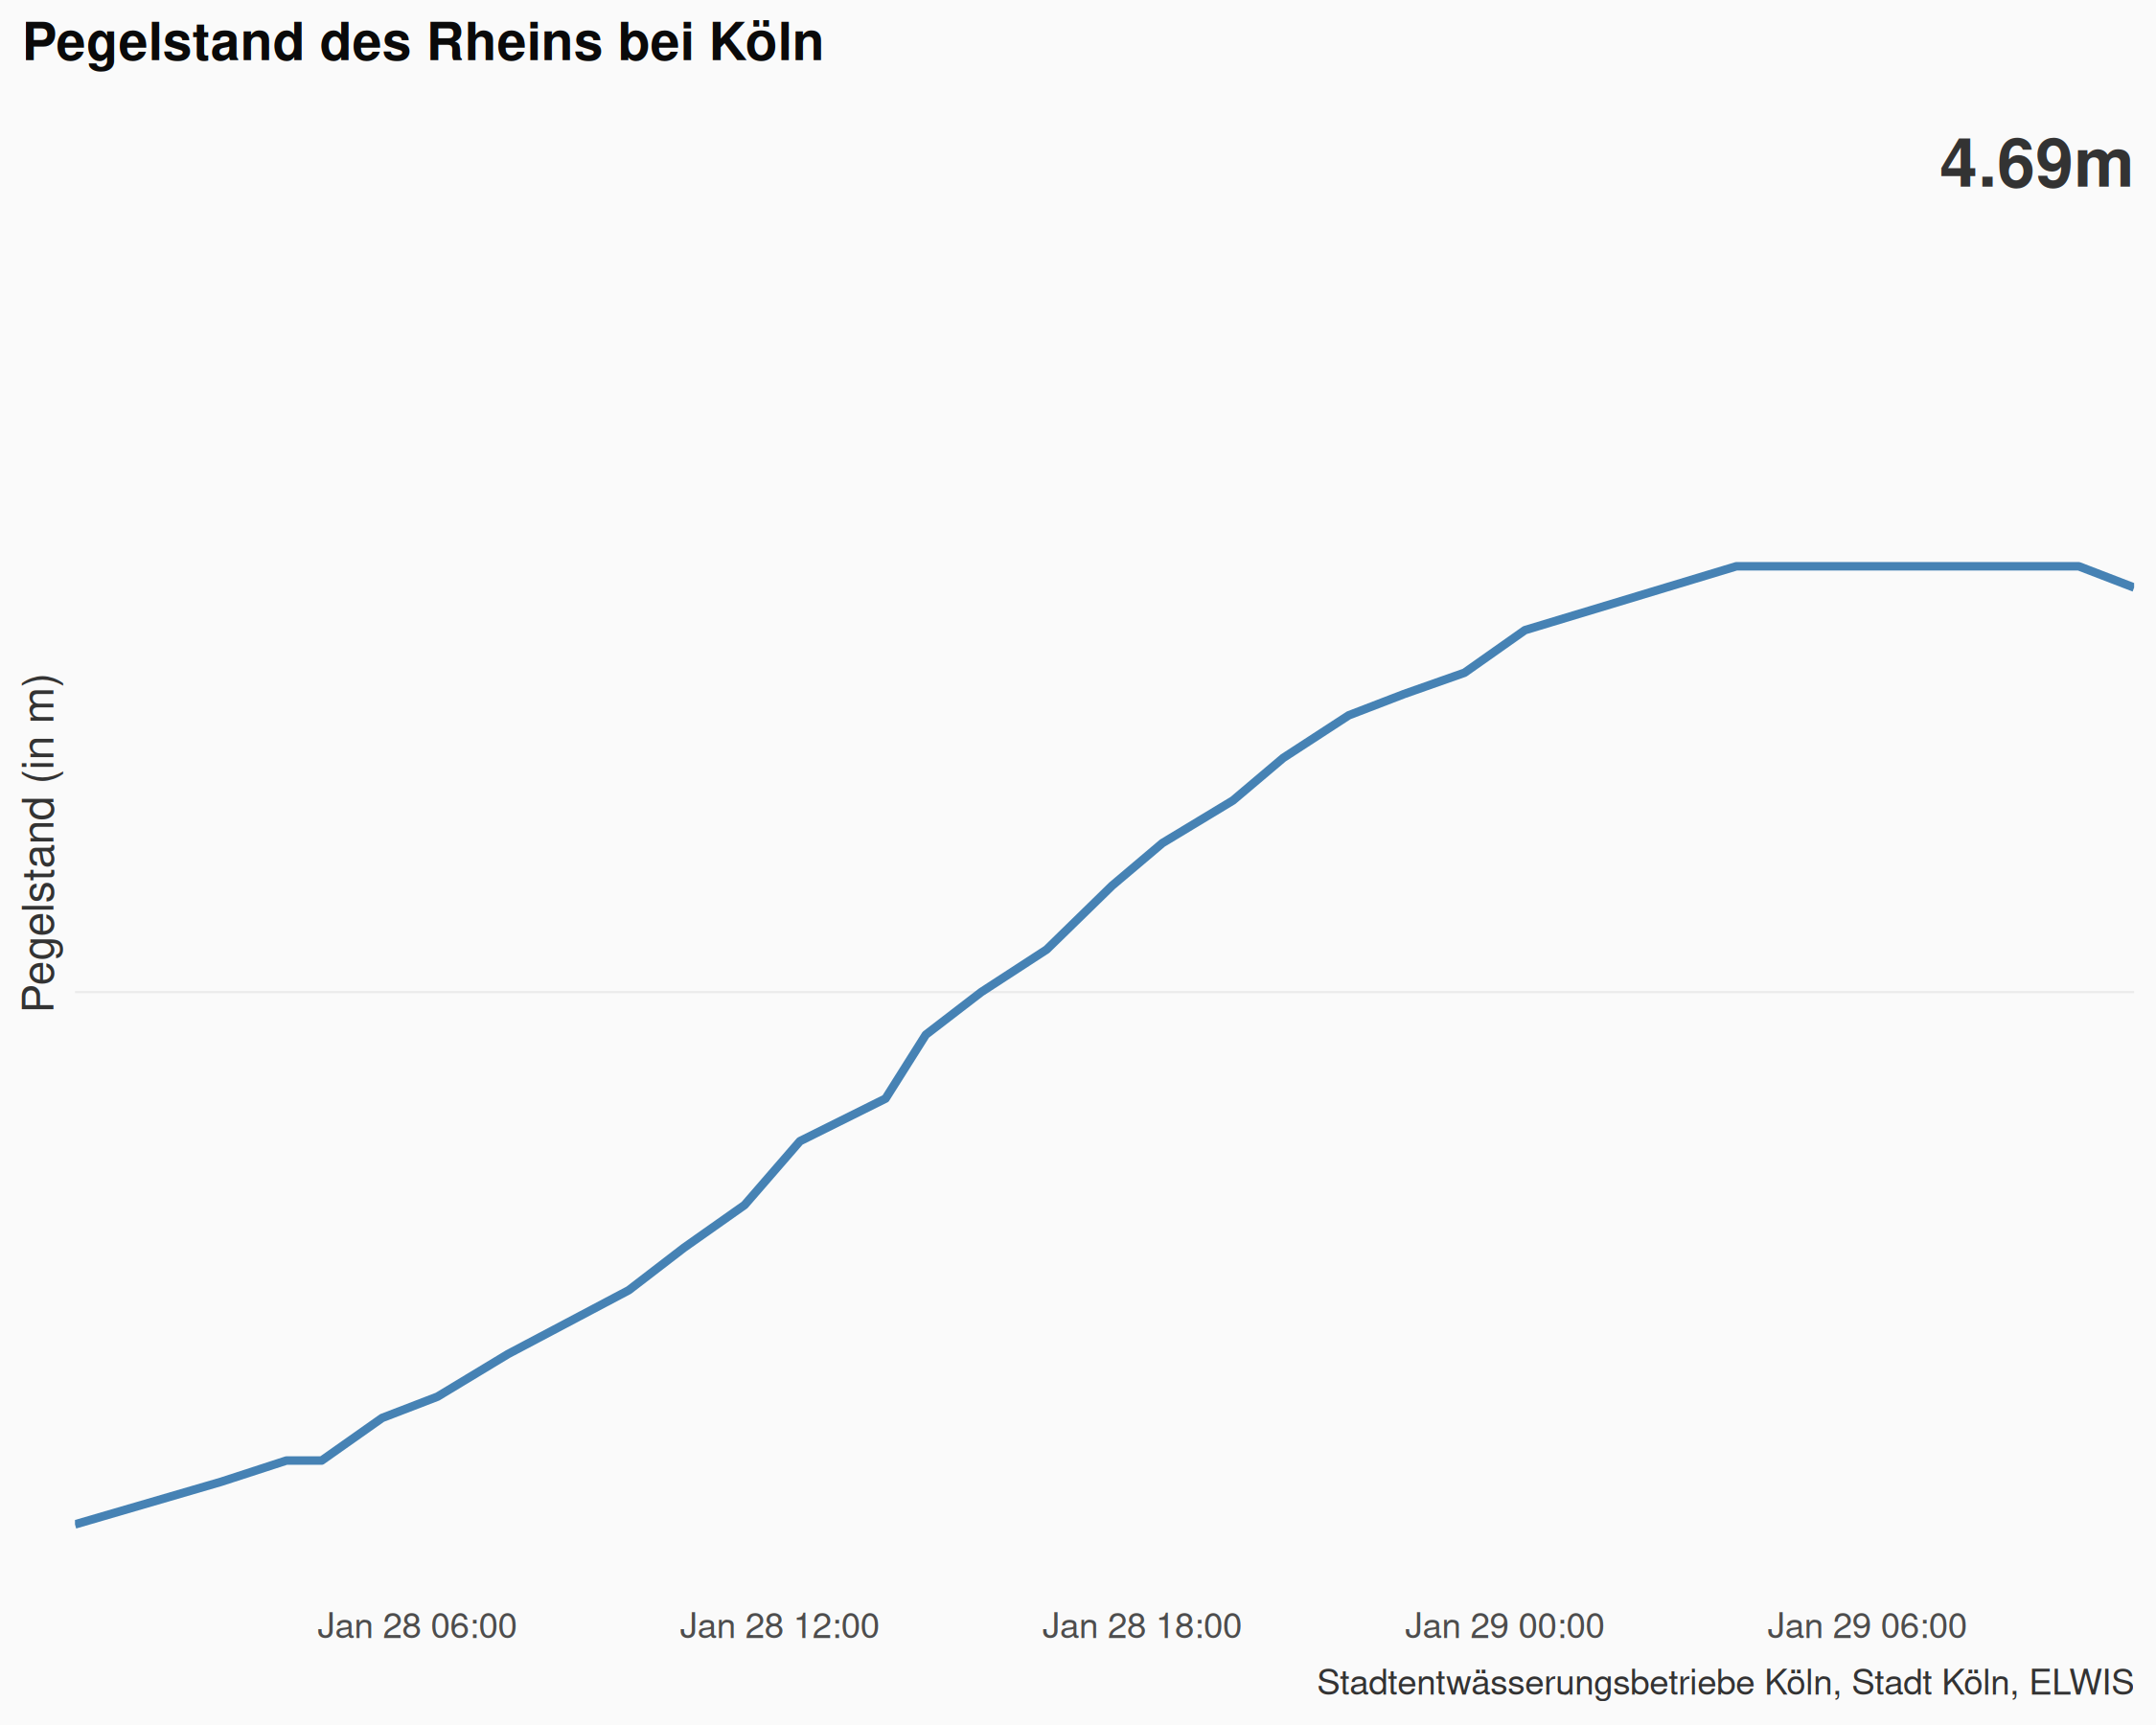 Pegelstand des Rheins bei Köln
4.69m
Pegelstand (in m)
Jan 28 06:00 Jan 28 12:00 Jan 28 18:00 Jan 29 00:00 Jan 29 06:00
Stadtentwässerungsbetriebe Köln, Stadt Köln, ELWIS